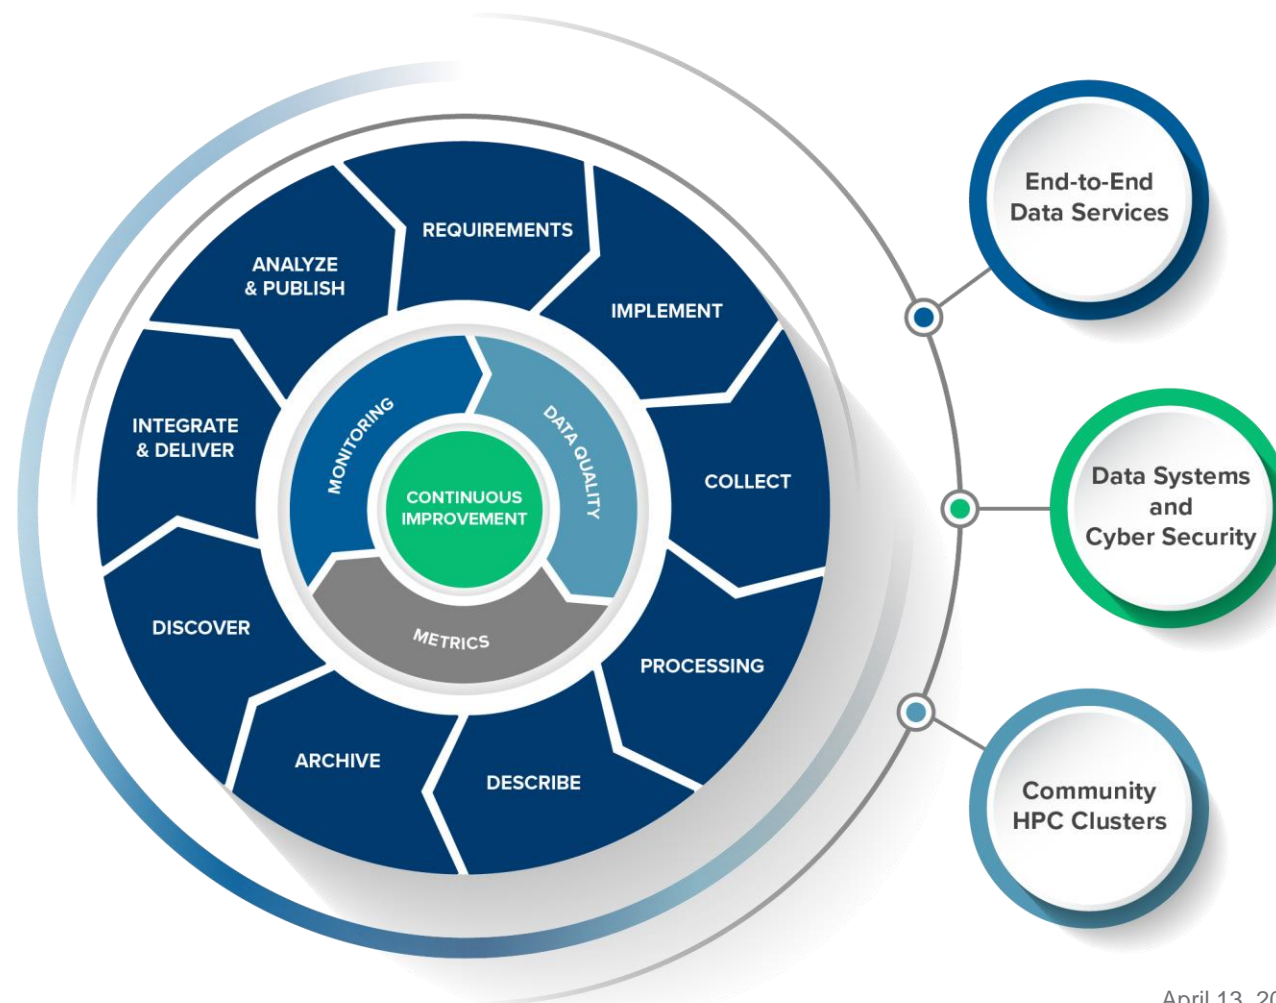 REQUIREMENTS
IMPLEMENT
COLLECT
PROCESSING
DESCRIBE
ARCHIVE
DISCOVER
INTEGRATE
& DELIVER
ANALYZE
& PUBLISH
MONITORING
DATA QUALITY
METRICS
CONTINUOUS
IMPROVEMENT
End-to-End
Data Services
Data Systems
and
Cyber Security
Community
HPC Clusters
April 13, 20